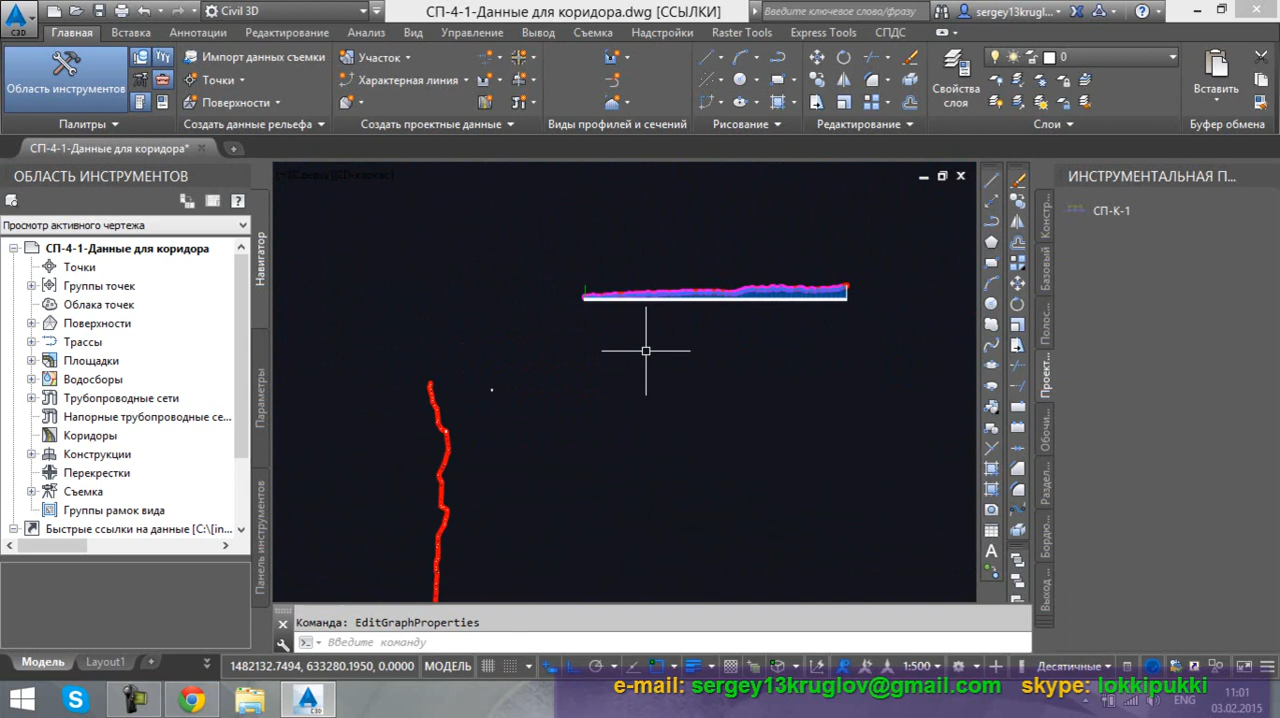 Civil 3D
СП-4-1-Данные для коридора.dwg [ССЫЛКИ]
Введите ключевое слово/фразу
sergey13krugl...
C3D
Главная Вставка Аннотации Редактирование Анализ Вид Управление Вывод Съемка Надстройки Raster Tools Express Tools СПДС
Область инструментов
Импорт данных съемки
Точки
Поверхности
Участок
Характерная линия
Свойства слоя
0
Вставить
Палитры
Создать данные рельефа
Создать проектные данные
Виды профилей и сечений
Рисование
Редактирование
Слои
Буфер обмена
СП-4-1-Данные для коридора*
ОБЛАСТЬ ИНСТРУМЕНТОВ
Просмотр активного чертежа
СП-4-1-Данные для коридора
Точки
Группы точек
Облака точек
Поверхности
Трассы
Площадки
Водосборы
Трубопроводные сети
Напорные трубопроводные се...
Коридоры
Конструкции
Перекрестки
Съемка
Группы рамок вида
Быстрые ссылки на данные [C:\[in...
Навигатор
Параметры
Панель инструментов
ИНСТРУМЕНТАЛЬНАЯ П...
СП-К-1
Констр...
Базовый
Полос...
Проект...
Обочи...
Раздел...
Бордю...
Выход ...
Команда: EditGraphProperties
Введите команду
Модель Layout1
1482132.7494, 633280.1950, 0.0000 МОДЕЛЬ
1:500
Десятичные
e-mail: sergey13kruglov@gmail.com skype: lokkipukki
ENG
11:01
03.02.2015